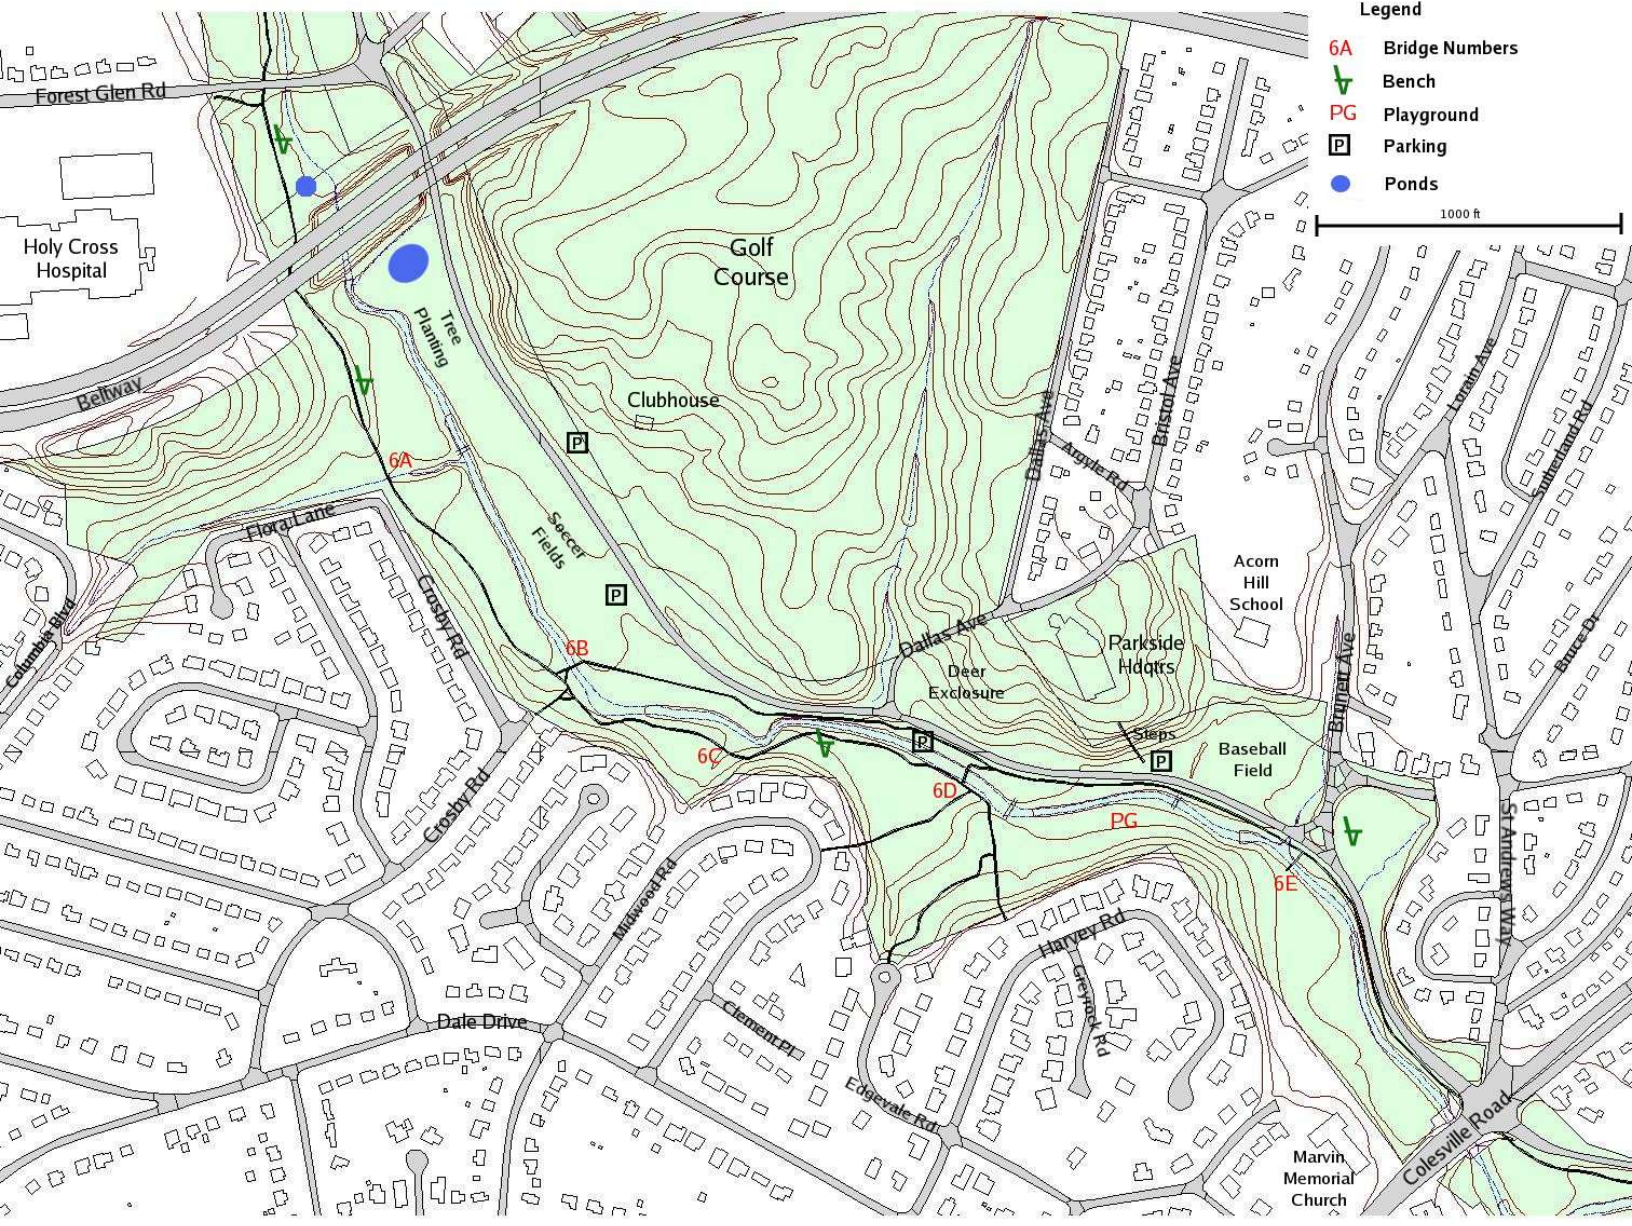 Legend
6A Bridge Numbers
Bench
PG Playground
P Parking
Ponds
1000 ft
Forest Glen Rd
Holy Cross
Hospital
Golf
Course
Tree
Planting
Beltway
Clubhouse
P
6A
Flora Lane
Soccer
Fields
P
Dallas Ave
Argyle Rd
Bristol Ave
Lorain Ave
Sutherland Rd
Acorn
Hill
School
Columbia Blvd
Crosby Rd
6B
Dallas Ave
Deer
Exclosure
Parkside
Hdqtrs
Brunett Ave
Bruce Dr
Steps
P
P
Baseball
Field
6C
6D
PG
6E
Crosby Rd
Midwood Rd
St Andrews Way
Harvey Rd
Greyrock Rd
Dale Drive
Clement Pl
Edgevale Rd
Colesville Road
Marvin
Memorial
Church